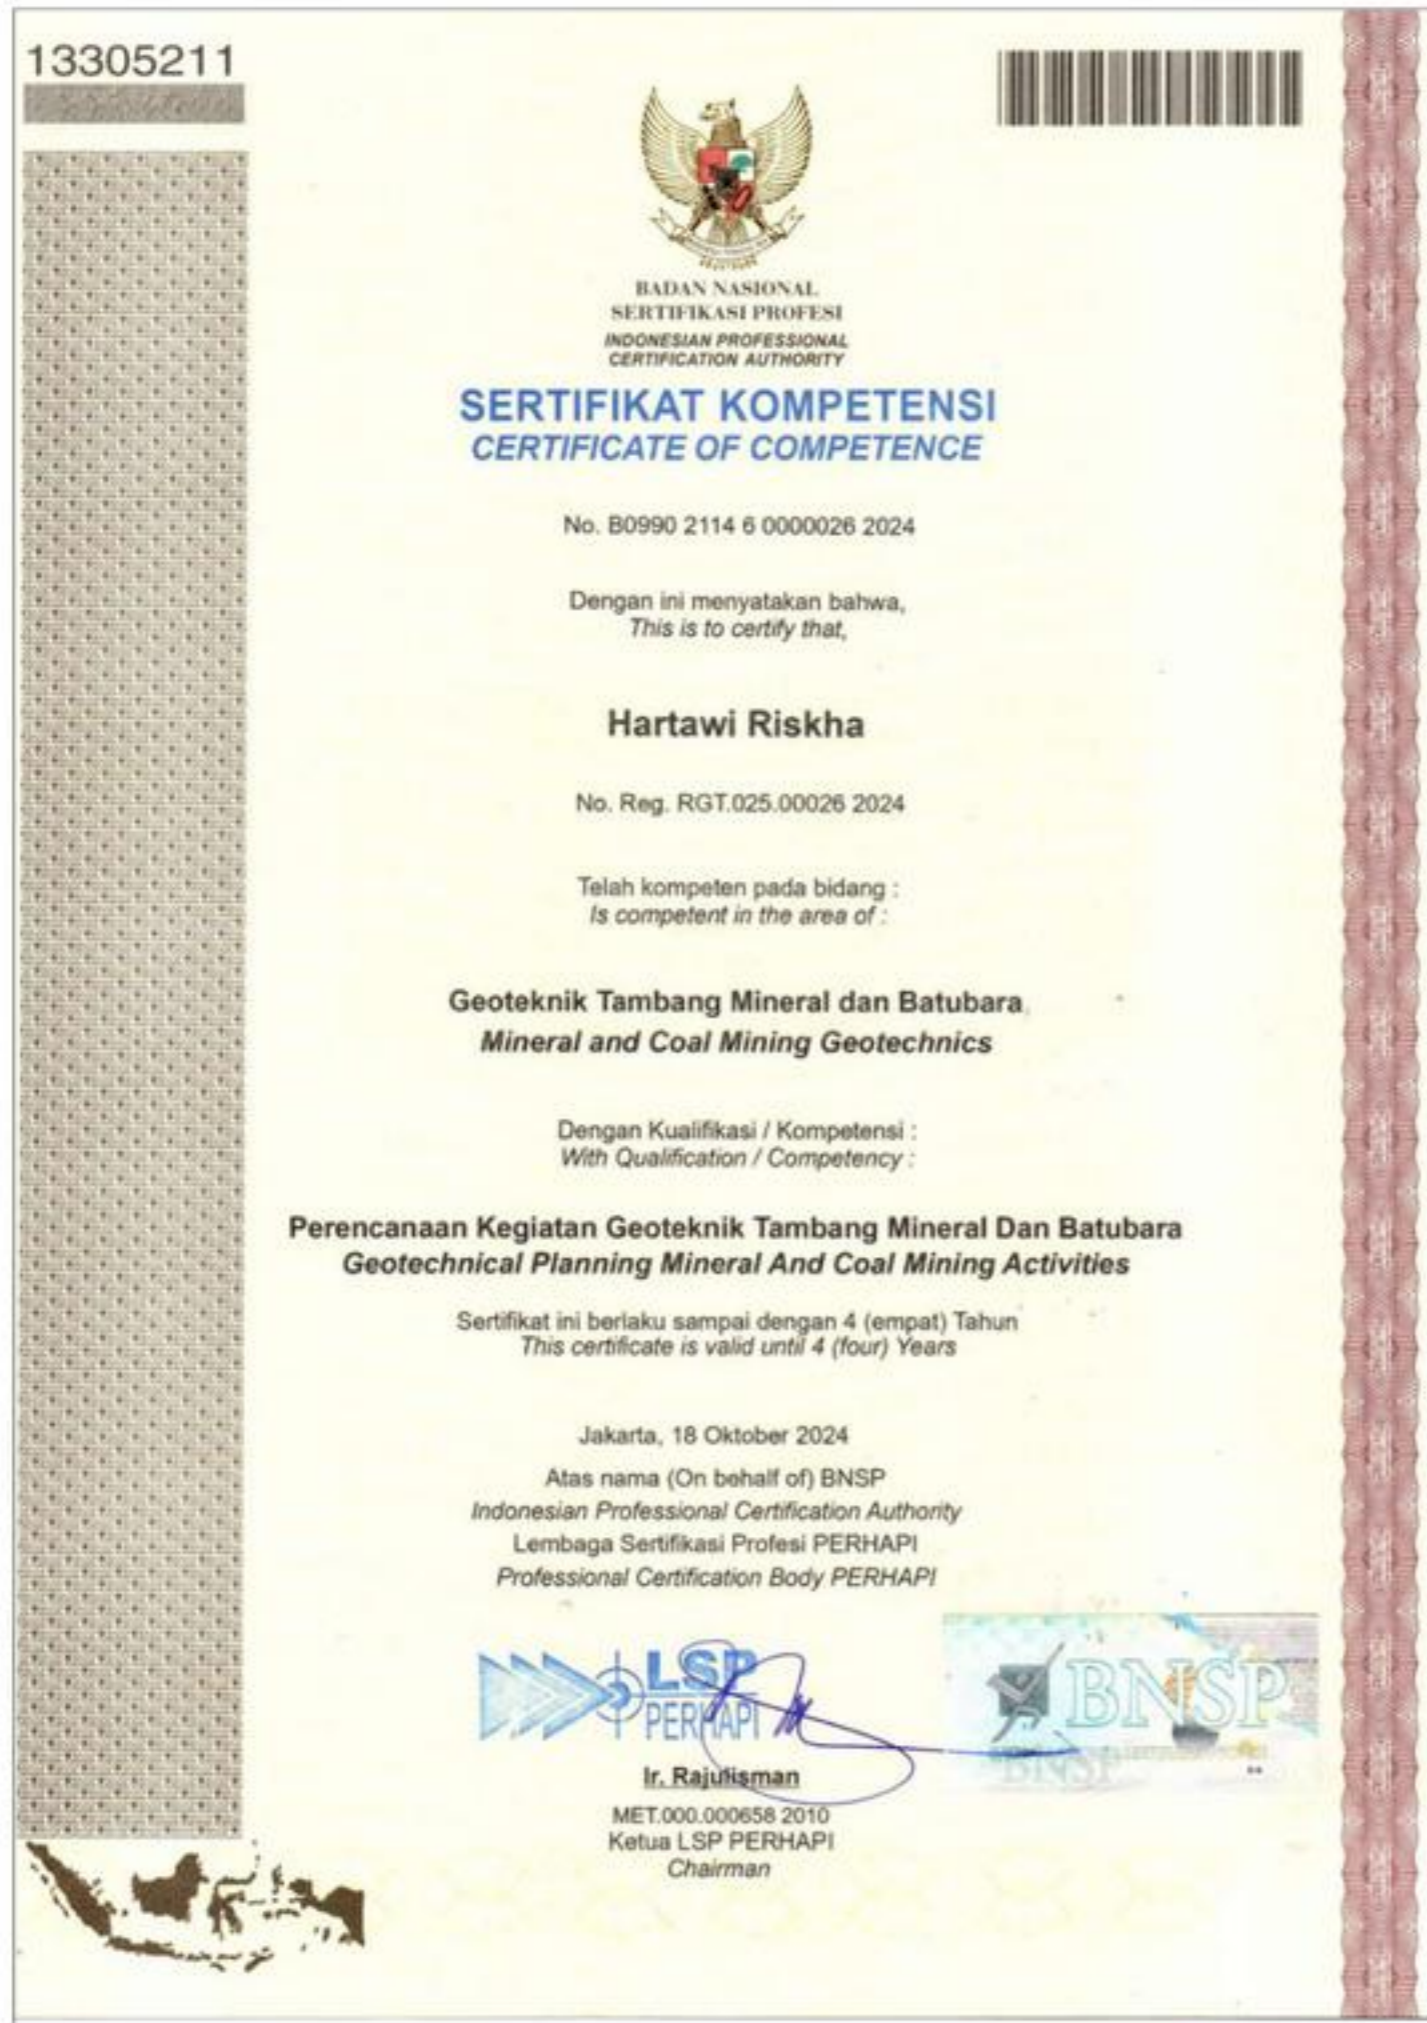 13305211
BADAN NASIONAL
SERTIFIKASI PROFESI
INDONESIAN PROFESSIONAL
CERTIFICATION AUTHORITY
SERTIFIKAT KOMPETENSI
CERTIFICATE OF COMPETENCE
No. B0990 2114 6 0000026 2024
Dengan ini menyatakan bahwa,
This is to certify that,
Hartawi Riskha
No. Reg. RGT.025.00026 2024
Telah kompeten pada bidang :
Is competent in the area of :
Geoteknik Tambang Mineral dan Batubara
Mineral and Coal Mining Geotechnics
Dengan Kualifikasi / Kompetensi :
With Qualification / Competency :
Perencanaan Kegiatan Geoteknik Tambang Mineral Dan Batubara
Geotechnical Planning Mineral And Coal Mining Activities
Sertifikat ini berlaku sampai dengan 4 (empat) Tahun
This certificate is valid until 4 (four) Years
Jakarta, 18 Oktober 2024
Atas nama (On behalf of) BNSP
Indonesian Professional Certification Authority
Lembaga Sertifikasi Profesi PERHAPI
Professional Certification Body PERHAPI
LSP
PERHAPI
BNSP
BNSP
Ir. Rajulisman
MET.000.000658 2010
Ketua LSP PERHAPI
Chairman